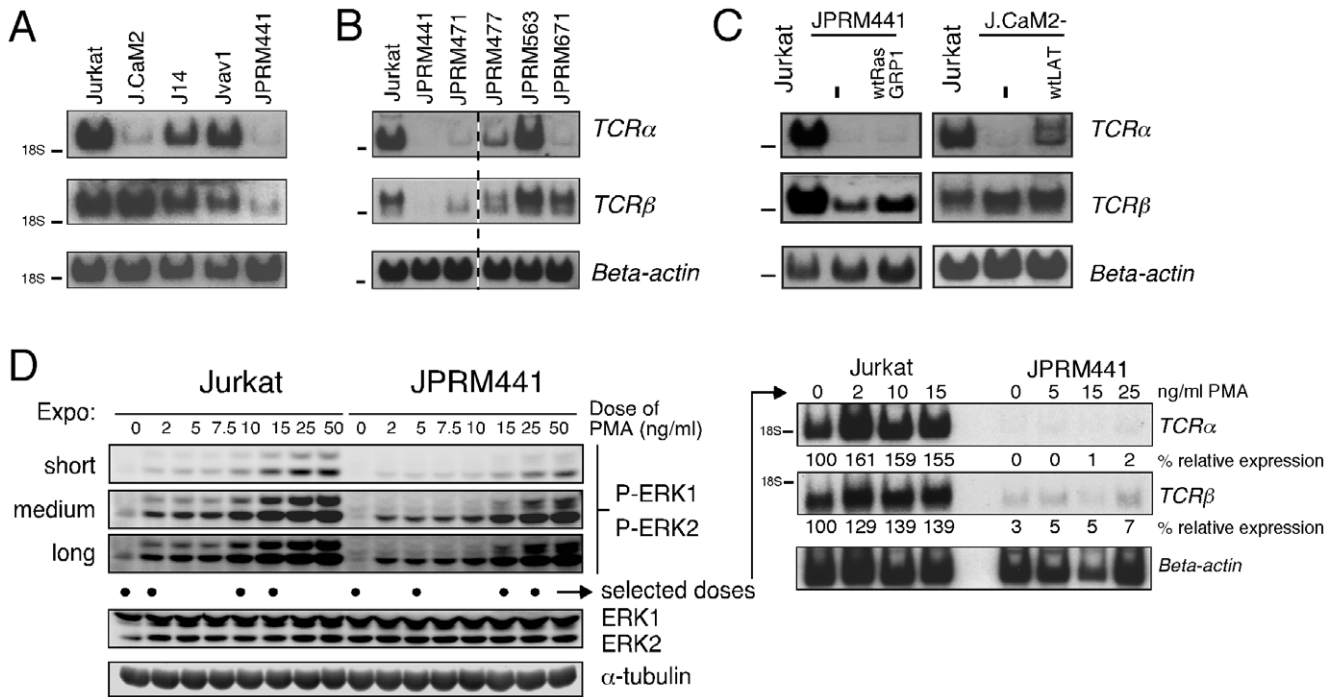 A
Jurkat
J.CaM2
J14
Jvav1
JPRM441
18S
18S
18S
B
Jurkat
JPRM441
JPRM471
JPRM477
JPRM563
JPRM671
TCRα
TCRβ
Beta-actin
C
JPRM441
J.CaM2-
Jurkat
-
wtRas
GRP1
Jurkat
-
wtLAT
TCRα
TCRβ
Beta-actin
D
Jurkat JPRM441
Expo:
0 2 5 7.5 10 15 25 50 0 2 5 7.5 10 15 25 50
Dose of
PMA (ng/ml)
short
medium
long
P-ERK1
P-ERK2
selected doses
ERK1
ERK2
α-tubulin
Jurkat JPRM441
0 2 10 15 0 5 15 25 ng/ml PMA
18S
TCRα
100 161 159 155 0 0 1 2 % relative expression
18S
TCRβ
100 129 139 139 3 5 5 7 % relative expression
Beta-actin